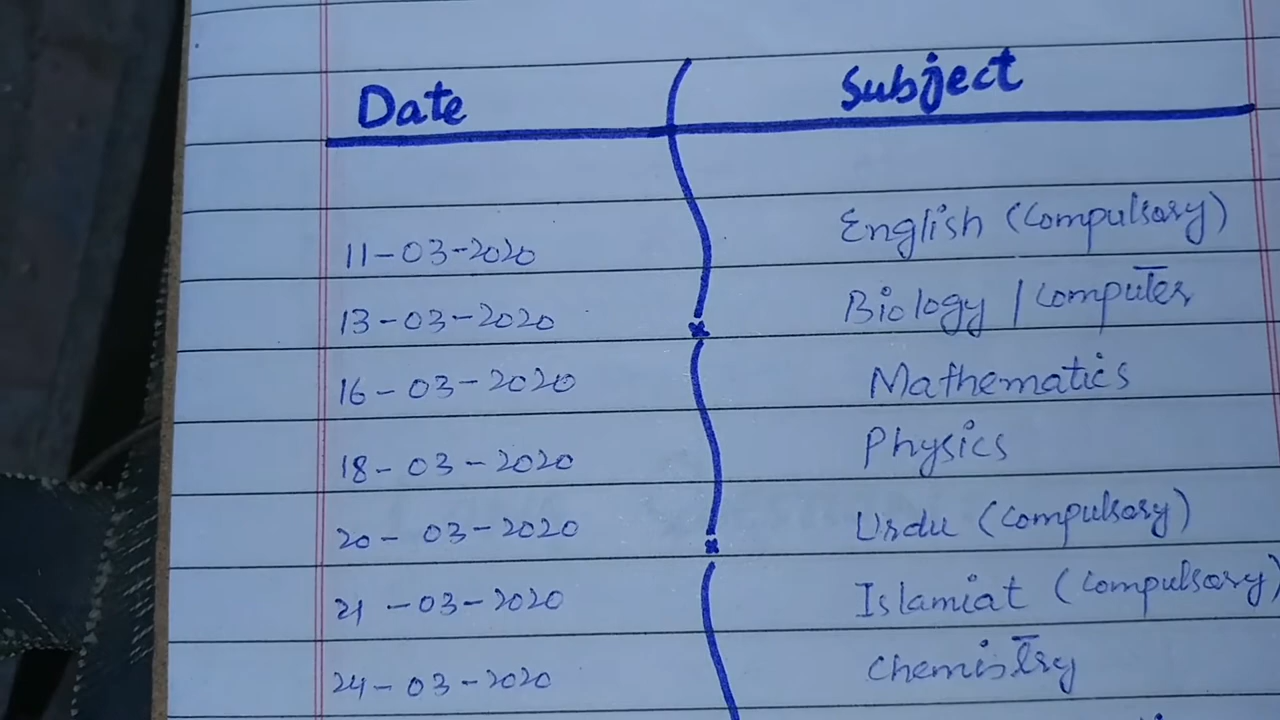 Date Subject
11-03-2020 English (Compulsory)
13-03-2020 Biology / Computer
16-03-2020 Mathematics
18-03-2020 Physics
20-03-2020 Urdu (Compulsory)
21-03-2020 Islamiat (Compulsory)
24-03-2020 Chemistry